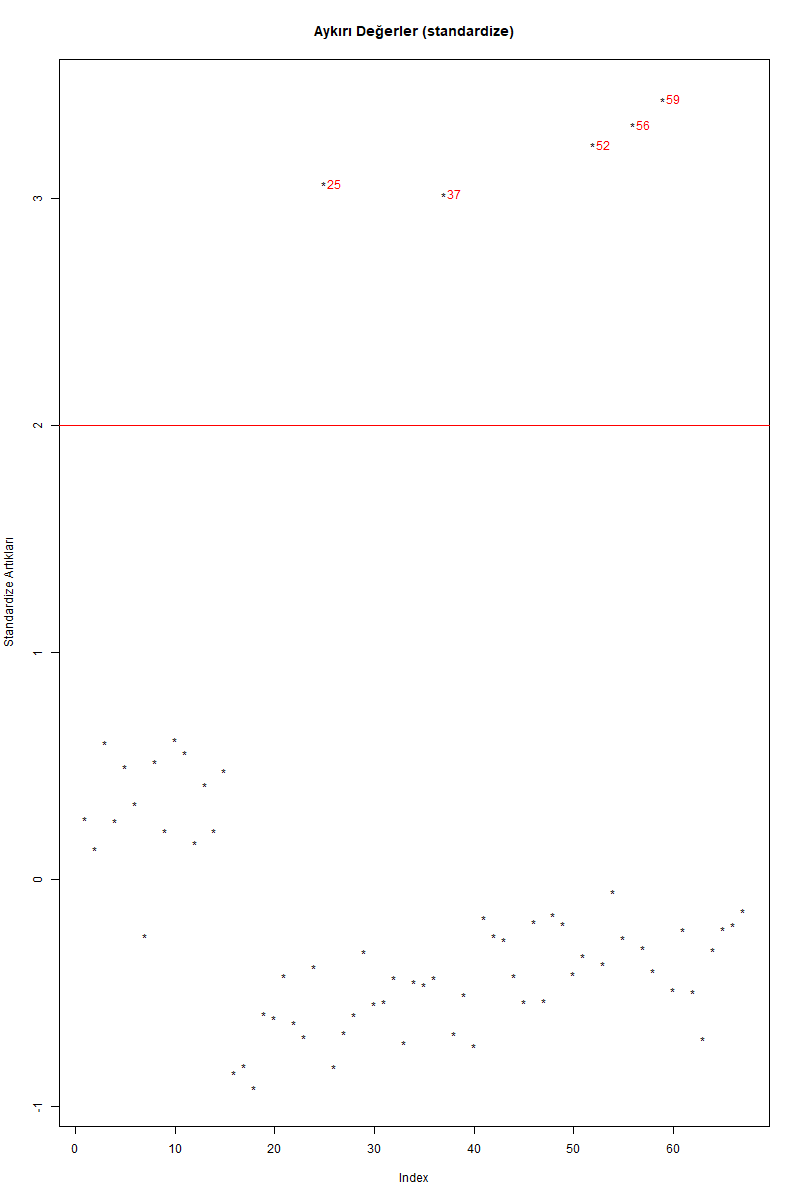 Aykırı Değerler (standardize)
*59
*56
*52
*25
*37
3
2
1
0
-1
Standardize Artıkları
0 10 20 30 40 50 60
Index